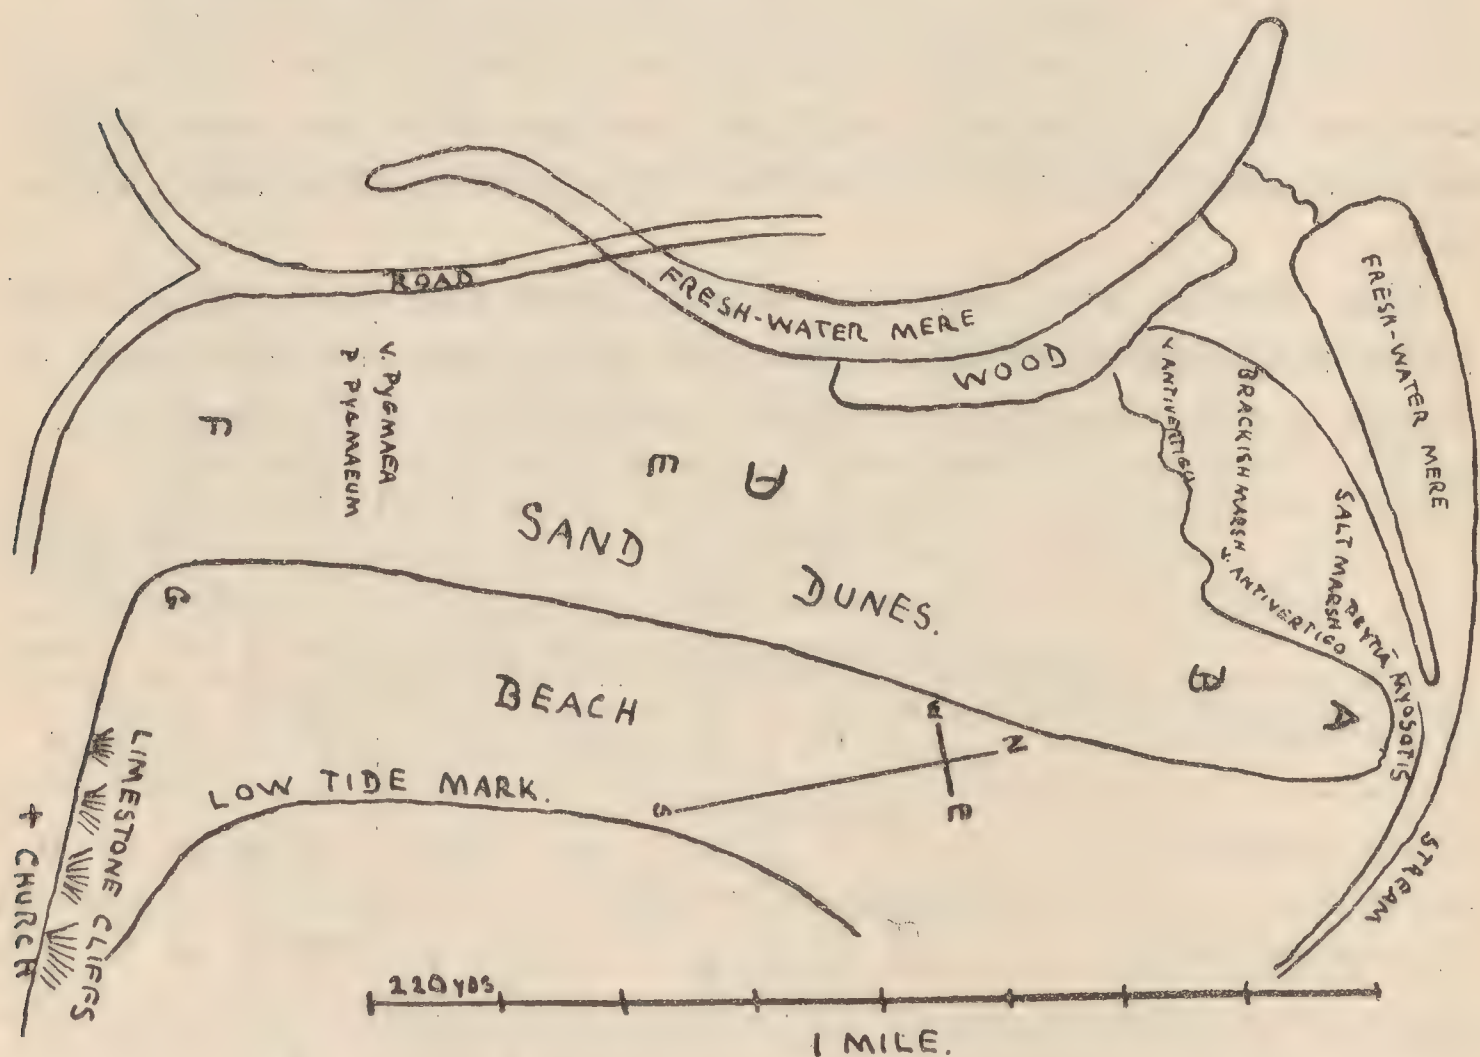 ROAD
FRESH-WATER MERE
WOOD
FRESH-WATER MERE
V. PYGMAEA
P. PYGMAEUM
F
E
D
V. ANTIVERTIGO
BRACKISH MARSH
SALT MARSH
V. ANTIVERTIGO
PHYTIA MYOSOTIS
SAND
DUNES.
B
A
G
BEACH
W
N
S
E
LOW TIDE MARK.
LIMESTONE CLIFFS
+ CHURCH
STREAM
220 YDS
1 MILE.